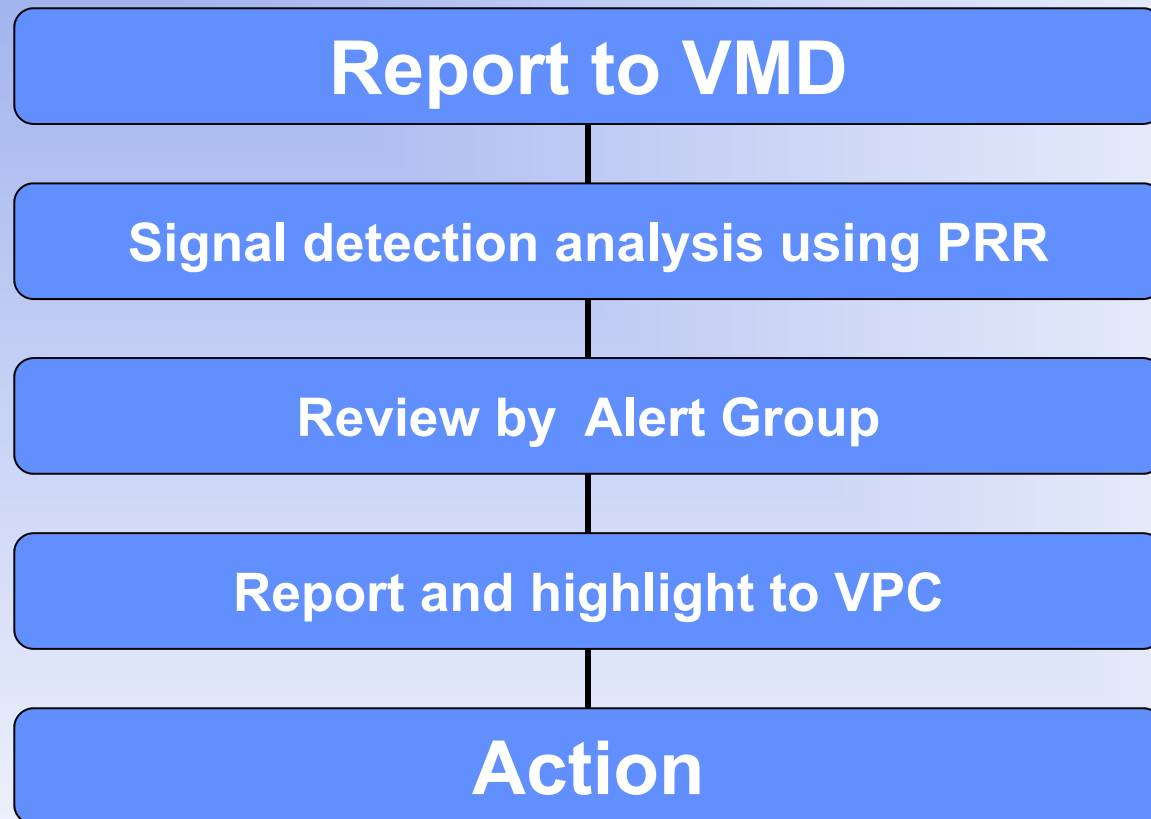 Report to VMD
Signal detection analysis using PRR
Review by  Alert Group
Report and highlight to VPC
Action